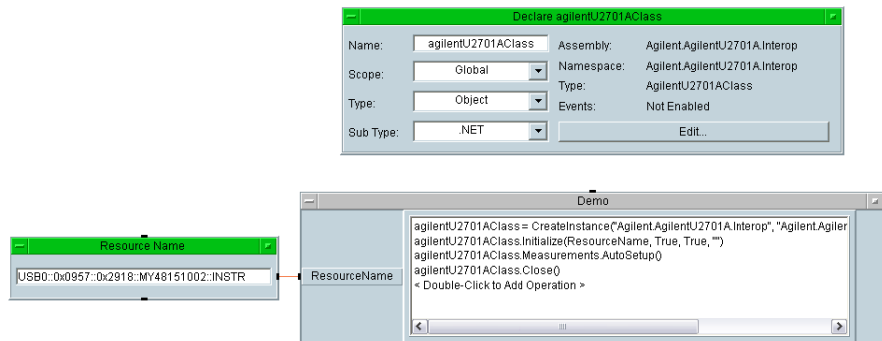 Declare agilentU2701AClass
Name: agilentU2701AClass Assembly: Agilent.AgilentU2701A.Interop
Scope: Global Namespace: Agilent.AgilentU2701A.Interop
Type: AgilentU2701AClass
Type: Object Events: Not Enabled
Sub Type: .NET Edit...
Demo
agilentU2701AClass = CreateInstance("Agilent.AgilentU2701A.Interop", "Agilent.Agiler
agilentU2701AClass.Initialize(ResourceName, True, True, "")
agilentU2701AClass.Measurements.AutoSetup()
agilentU2701AClass.Close()
« Double-Click to Add Operation »
Resource Name
USB0::0x0957::0x2918::MY48151002::INSTR
ResourceName